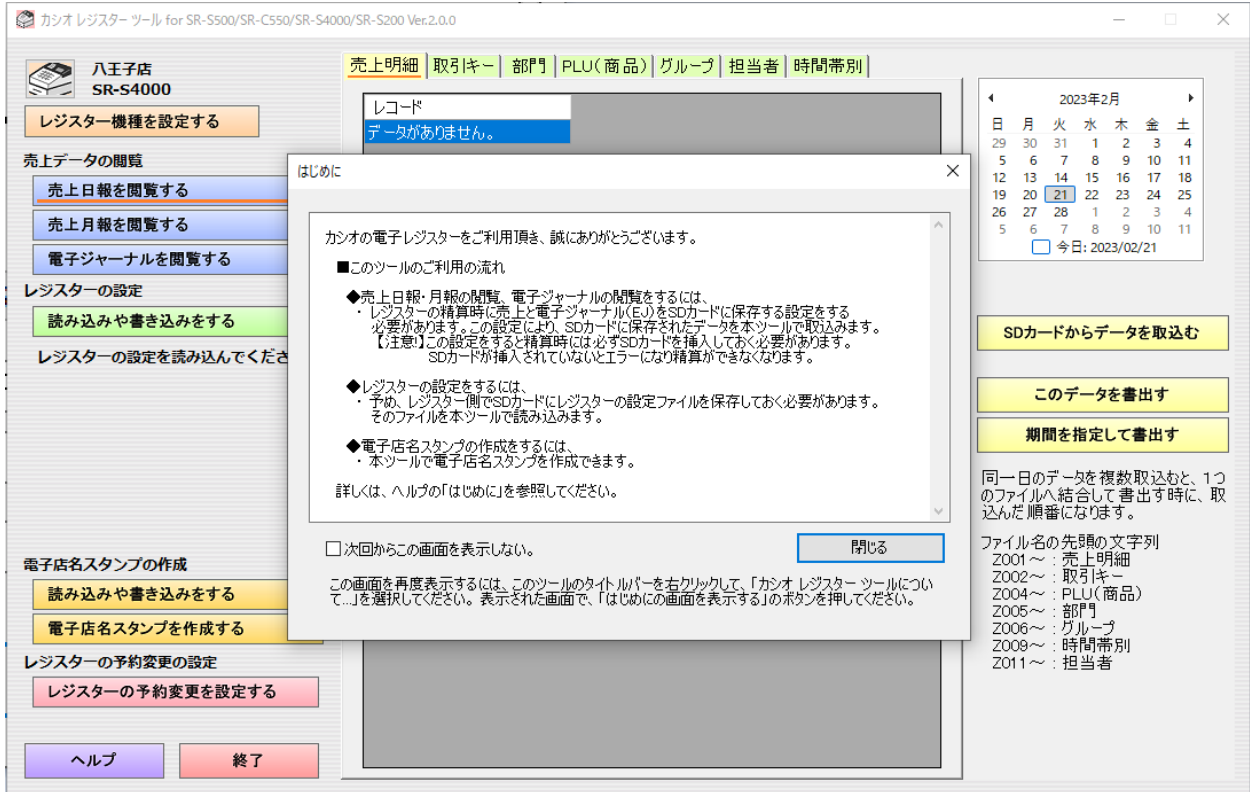 カシオ レジスター ツール for SR-S500/SR-C550/SR-S4000/SR-S200 Ver.2.0.0
八王子店
SR-S4000
レジスター機種を設定する
売上データの閲覧
売上日報を閲覧する
売上月報を閲覧する
電子ジャーナルを閲覧する
レジスターの設定
読み込みや書き込みをする
レジスターの設定を読み込んでくださ
電子店名スタンプの作成
読み込みや書き込みをする
電子店名スタンプを作成する
レジスターの予約変更の設定
レジスターの予約変更を設定する
ヘルプ 終了
売上明細 取引キー 部門 PLU(商品) グループ 担当者 時間帯別
レコード
データがありません。
はじめに
カシオの電子レジスターをご利用頂き、誠にありがとうございます。
■このツールのご利用の流れ
◆売上日報・月報の閲覧、電子ジャーナルの閲覧をするには、
・ レジスターの精算時に売上と電子ジャーナル(EJ)をSDカードに保存する設定をする
必要があります。この設定により、SDカードに保存されたデータを本ツールで取込みます。
【注意!】この設定をすると精算時には必ずSDカードを挿入しておく必要があります。
SDカードが挿入されていないとエラーになり精算ができなくなります。
◆レジスターの設定をするには、
・ 予め、レジスター側でSDカードにレジスターの設定ファイルを保存しておく必要があります。
そのファイルを本ツールで読み込みます。
◆電子店名スタンプの作成をするには、
・ 本ツールで電子店名スタンプを作成できます。
詳しくは、ヘルプの「はじめに」を参照してください。
次回からこの画面を表示しない。
閉じる
この画面を再度表示するには、このツールのタイトルバーを右クリックして、「カシオ レジスター ツールについ
て...」を選択してください。表示された画面で、「はじめにの画面を表示する」のボタンを押してください。
2023年2月
日 月 火 水 木 金 土
29 30 31 1 2 3 4
5 6 7 8 9 10 11
12 13 14 15 16 17 18
19 20 21 22 23 24 25
26 27 28 1 2 3 4
5 6 7 8 9 10 11
今日: 2023/02/21
SDカードからデータを取込む
このデータを書出す
期間を指定して書出す
同一日のデータを複数取込むと、1つ
のファイルへ結合して書出す時に、取
込んだ順番になります。
ファイル名の先頭の文字列
Z001～：売上明細
Z002～：取引キー
Z004～：PLU(商品)
Z005～：部門
Z006～：グループ
Z009～：時間帯別
Z011～：担当者